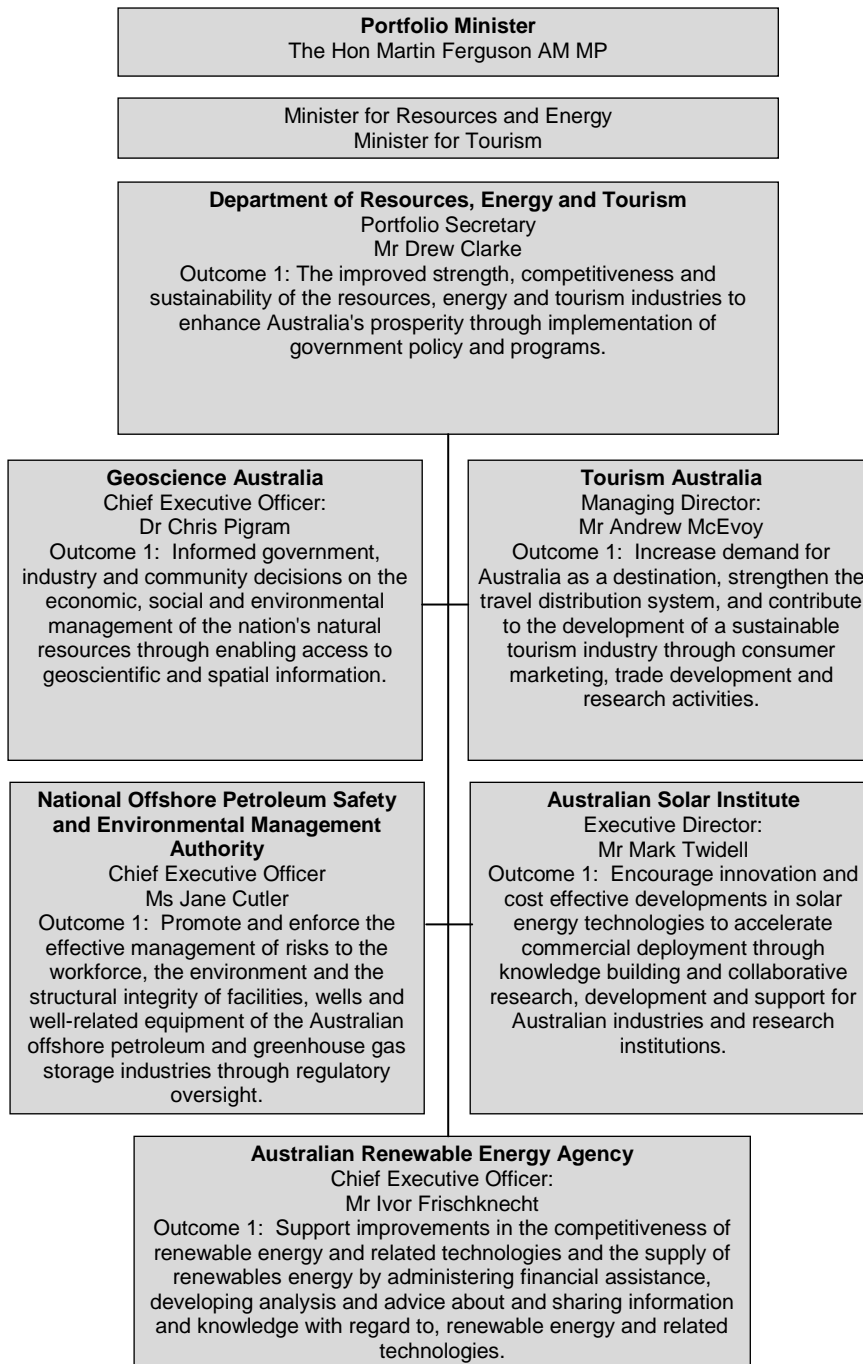 Portfolio Minister
The Hon Martin Ferguson AM MP
Minister for Resources and Energy
Minister for Tourism
Department of Resources, Energy and Tourism
Portfolio Secretary
Mr Drew Clarke
Outcome 1: The improved strength, competitiveness and
sustainability of the resources, energy and tourism industries to
enhance Australia's prosperity through implementation of
government policy and programs.
Geoscience Australia
Chief Executive Officer:
Dr Chris Pigram
Outcome 1:  Informed government,
industry and community decisions on the
economic, social and environmental
management of the nation's natural
resources through enabling access to
geoscientific and spatial information.
Tourism Australia
Managing Director:
Mr Andrew McEvoy
Outcome 1:  Increase demand for
Australia as a destination, strengthen the
travel distribution system, and contribute
to the development of a sustainable
tourism industry through consumer
marketing, trade development and
research activities.
National Offshore Petroleum Safety
and Environmental Management
Authority
Chief Executive Officer
Ms Jane Cutler
Outcome 1:  Promote and enforce the
effective management of risks to the
workforce, the environment and the
structural integrity of facilities, wells and
well-related equipment of the Australian
offshore petroleum and greenhouse gas
storage industries through regulatory
oversight.
Australian Solar Institute
Executive Director:
Mr Mark Twidell
Outcome 1:  Encourage innovation and
cost effective developments in solar
energy technologies to accelerate
commercial deployment through
knowledge building and collaborative
research, development and support for
Australian industries and research
institutions.
Australian Renewable Energy Agency
Chief Executive Officer:
Mr Ivor Frischknecht
Outcome 1:  Support improvements in the competitiveness of
renewable energy and related technologies and the supply of
renewables energy by administering financial assistance,
developing analysis and advice about and sharing information
and knowledge with regard to, renewable energy and related
technologies.